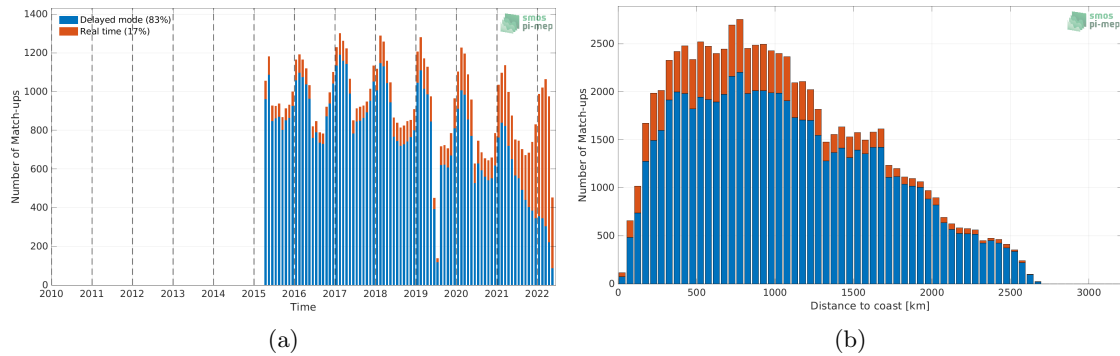 Delayed mode (83%)
Real time (17%)
smos
pi-mep
1400
1200
1000
800
600
400
200
0
Number of Match-ups
2010 2011 2012 2013 2014 2015 2016 2017 2018 2019 2020 2021 2022
Time
(a)
smos
pi-mep
2500
2000
1500
1000
500
0
Number of Match-ups
0 500 1000 1500 2000 2500 3000
Distance to coast [km]
(b)